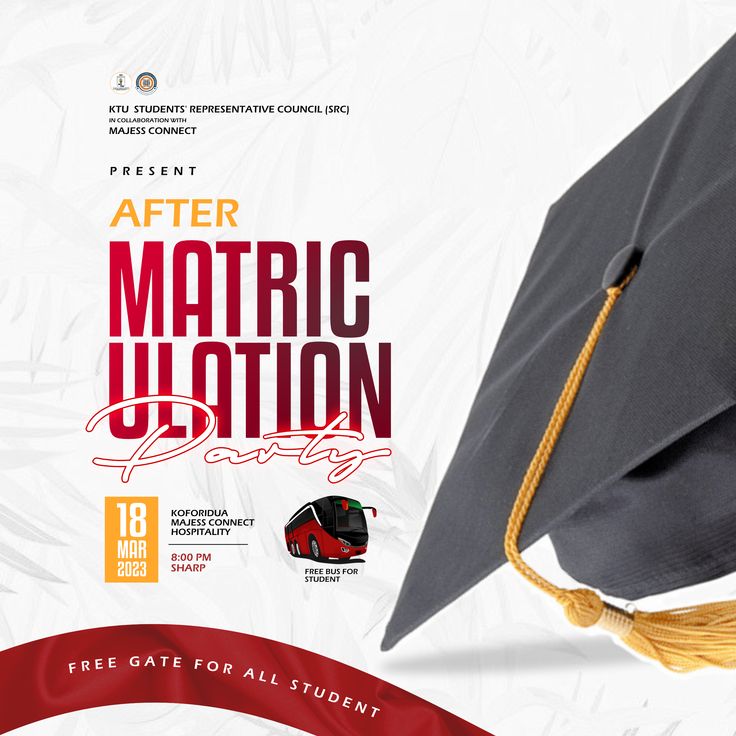 KTU STUDENTS' REPRESENTATIVE COUNCIL (SRC)
IN COLLABORATION WITH
MAJESS CONNECT
PRESENT
AFTER
MATRIC
ULATION
Party
18
MAR
2023
KOFORIDUA
MAJESS CONNECT
HOSPITALITY
8:00 PM
SHARP
FREE BUS FOR
STUDENT
FREE GATE FOR ALL STUDENT